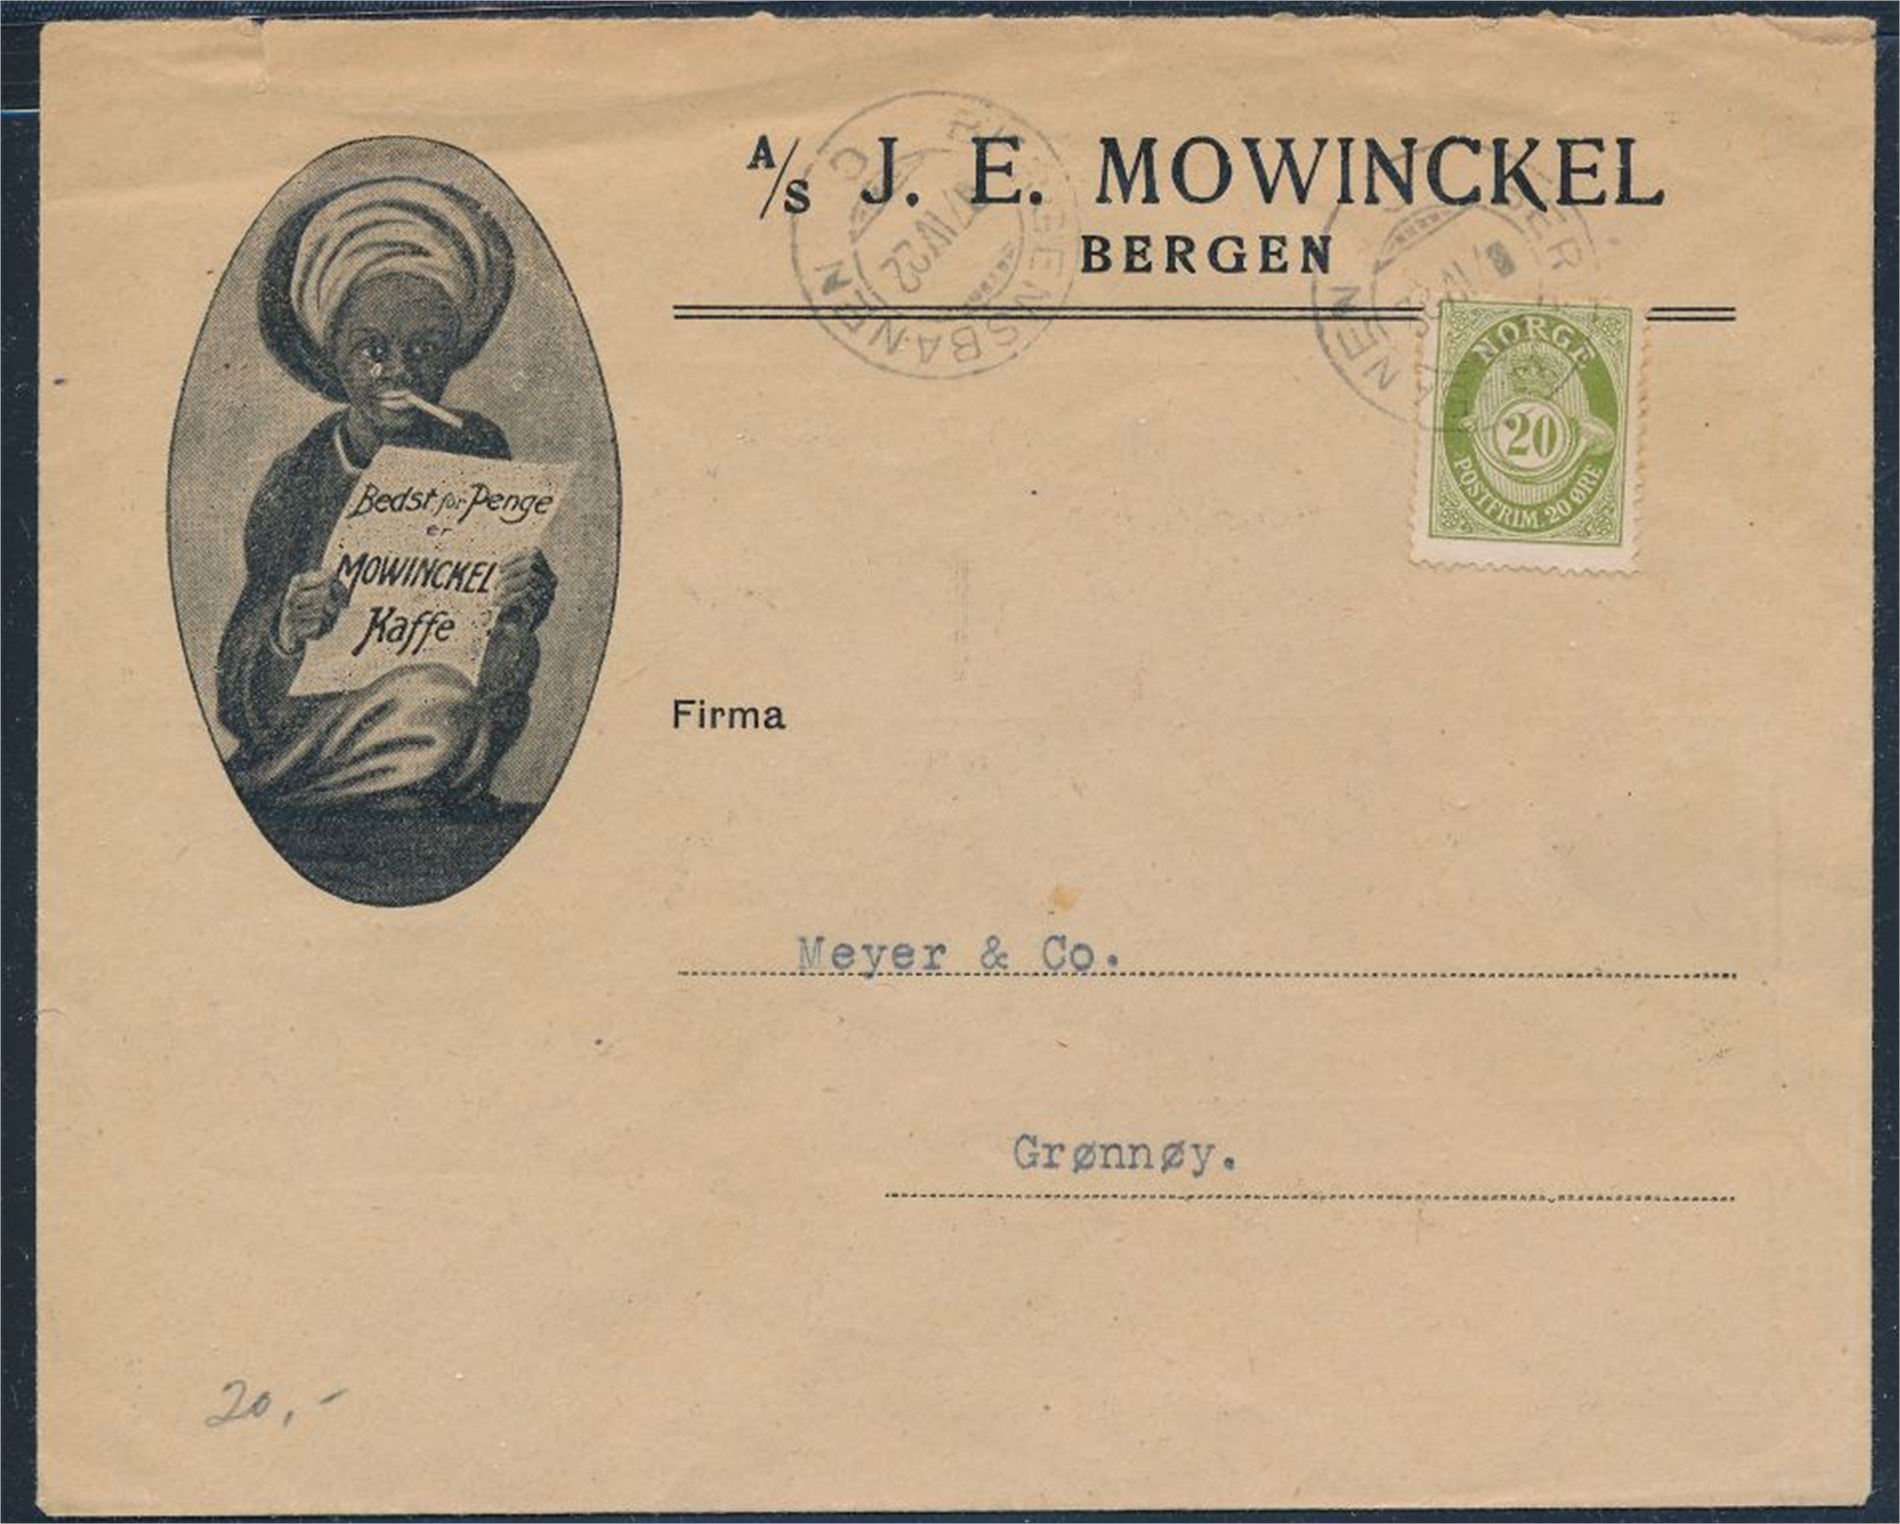 A/S J. E. MOWINCKEL
BERGEN
NORGE
20
POSTFRIM. 20 ØRE
Bedst for Penge
er
MOWINCKEL
Kaffe
Firma
Meyer & Co.
Grønnøy.
20,-